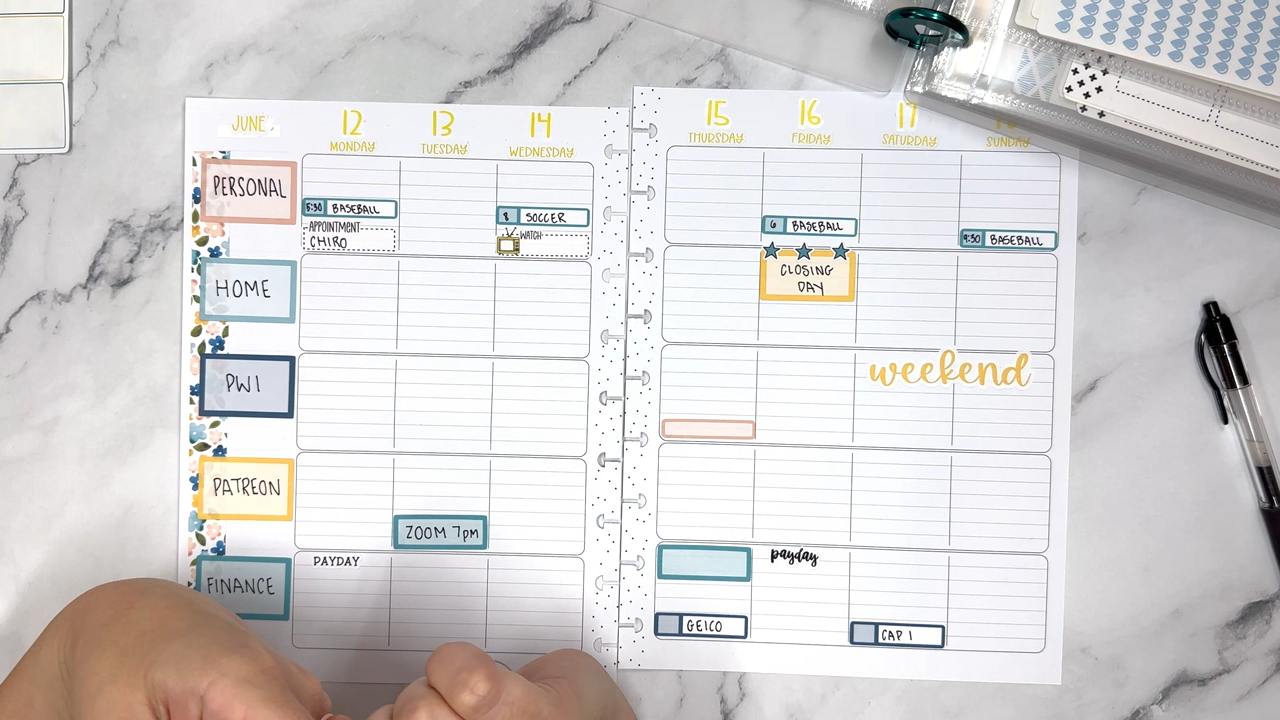 JUNE
12
13
14
15
16
17
MONDAY
TUESDAY
WEDNESDAY
THURSDAY
FRIDAY
SATURDAY
SUNDAY
PERSONAL
5:30 BASEBALL
APPOINTMENT
CHIRO
8 SOCCER
WATCH
6 BASEBALL
9:30 BASEBALL
HOME
CLOSING
DAY
PWI
weekend
PATREON
ZOOM 7pm
FINANCE
PAYDAY
payday
GEICO
CAP 1